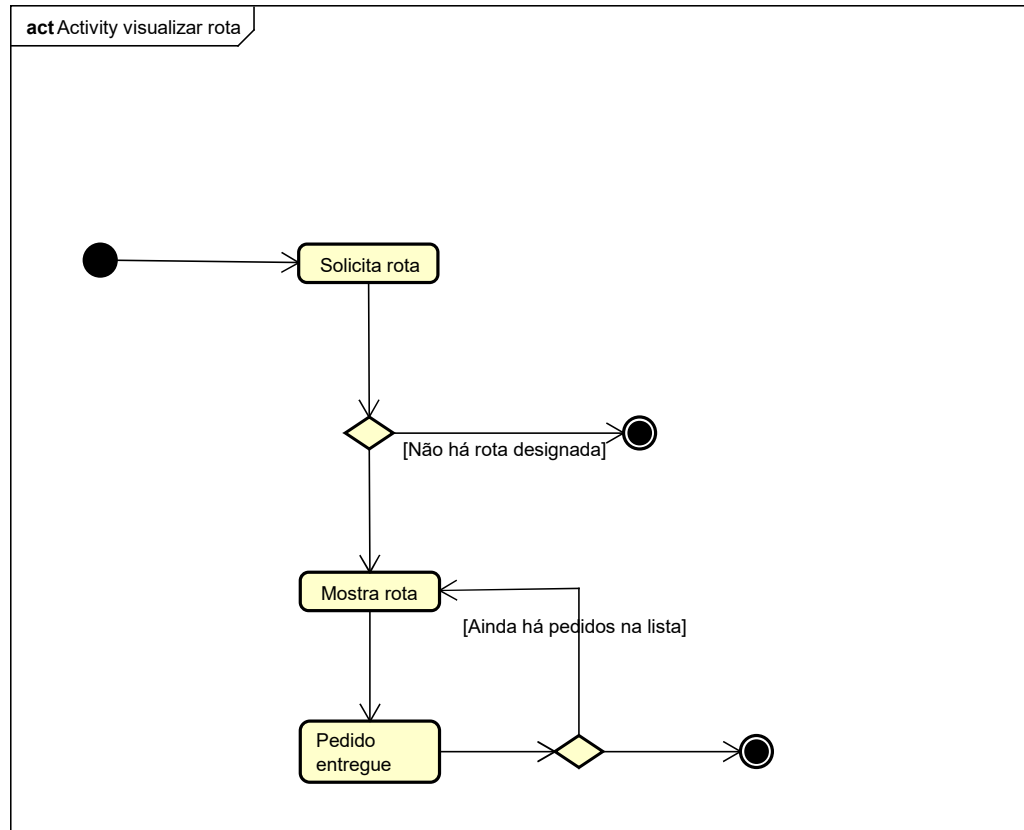 act Activity visualizar rota
Solicita rota
[Não há rota designada]
Mostra rota
[Ainda há pedidos na lista]
Pedido
entregue